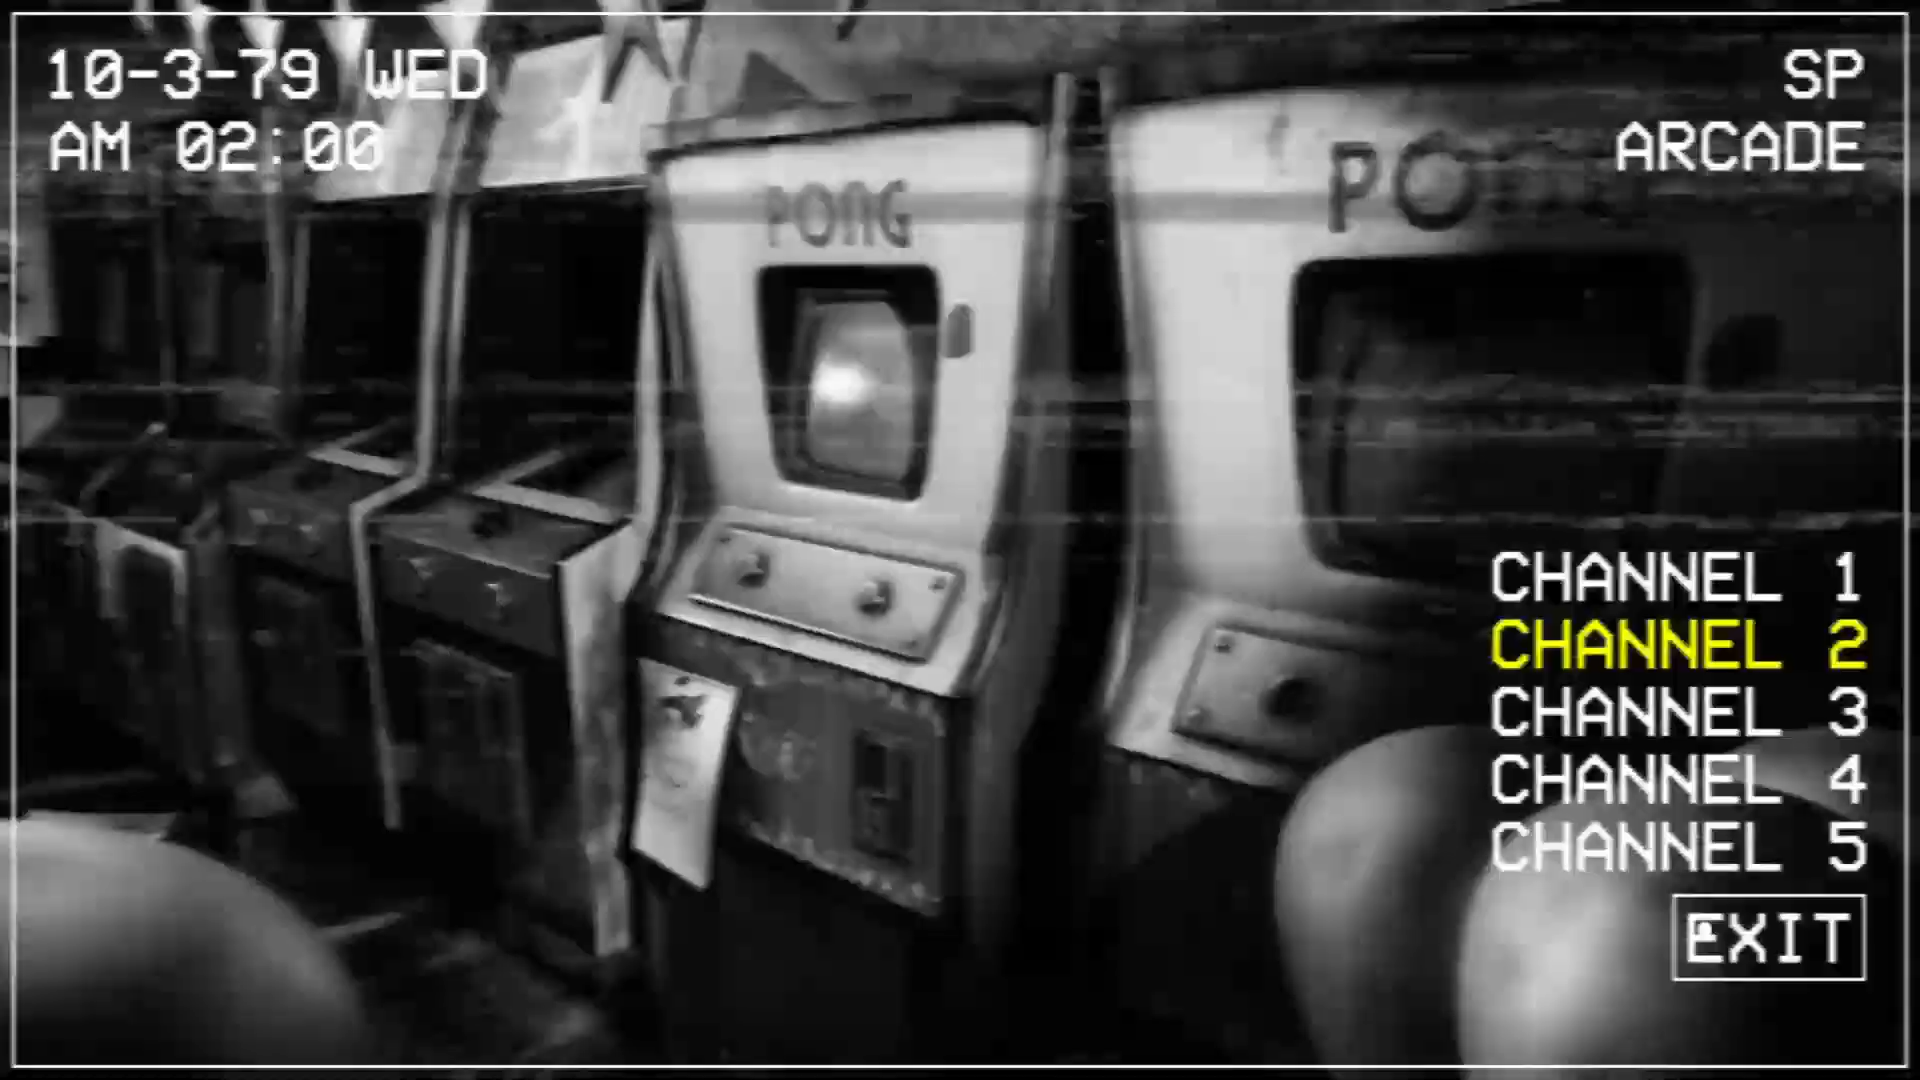 10-3-79 WED
AM 02:00
SP
ARCADE
PONG
PO
CHANNEL 1
CHANNEL 2
CHANNEL 3
CHANNEL 4
CHANNEL 5
EXIT